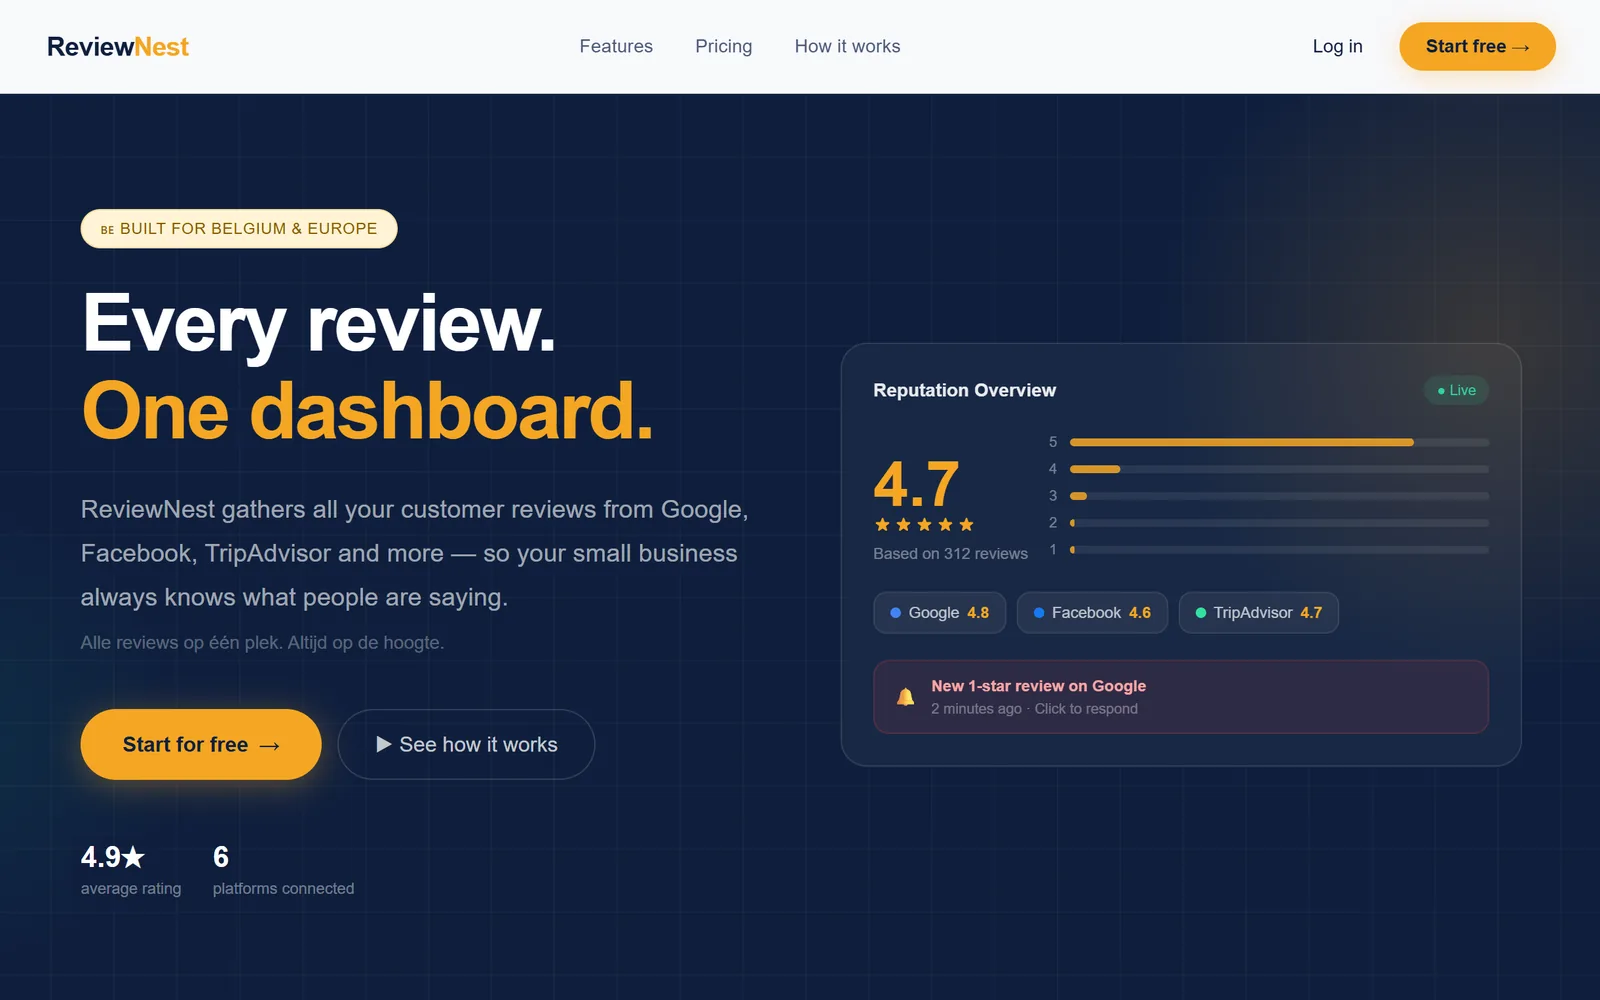 ReviewNest
Features
Pricing
How it works
Log in
Start free →
BE BUILT FOR BELGIUM & EUROPE
Every review.
One dashboard.
ReviewNest gathers all your customer reviews from Google,
Facebook, TripAdvisor and more — so your small business
always knows what people are saying.
Alle reviews op één plek. Altijd op de hoogte.
Start for free →
▶ See how it works
4.9★
average rating
6
platforms connected
Reputation Overview
● Live
4.7
★★★★★
Based on 312 reviews
5
4
3
2
1
Google 4.8
Facebook 4.6
TripAdvisor 4.7
New 1-star review on Google
2 minutes ago · Click to respond